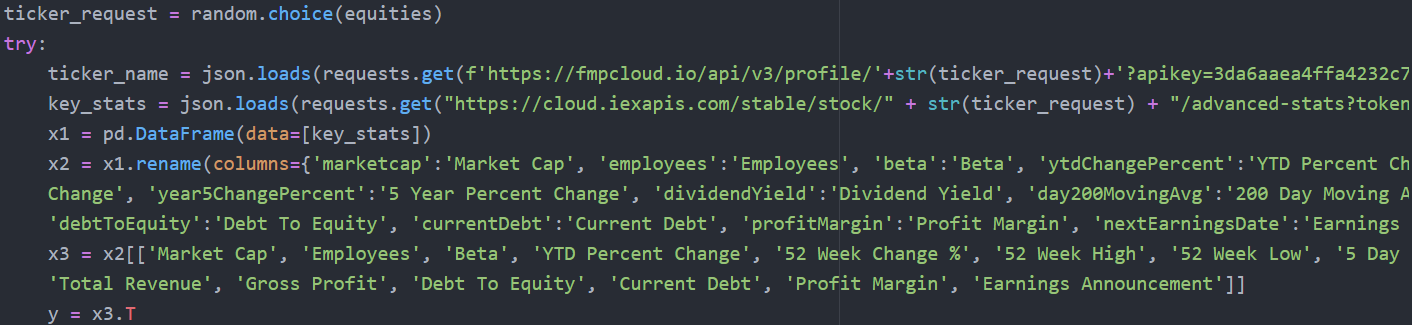 ticker_request = random.choice(equities)
try:
ticker_name = json.loads(requests.get(f'https://fmpcloud.io/api/v3/profile/'+str(ticker_request)+'?apikey=3da6aaea4ffa4232c7
key_stats = json.loads(requests.get("https://cloud.iexapis.com/stable/stock/" + str(ticker_request) + "/advanced-stats?token
x1 = pd.DataFrame(data=[key_stats])
x2 = x1.rename(columns={'marketcap':'Market Cap', 'employees':'Employees', 'beta':'Beta', 'ytdChangePercent':'YTD Percent Ch
Change', 'year5ChangePercent':'5 Year Percent Change', 'dividendYield':'Dividend Yield', 'day200MovingAvg':'200 Day Moving A
'debtToEquity':'Debt To Equity', 'currentDebt':'Current Debt', 'profitMargin':'Profit Margin', 'nextEarningsDate':'Earnings
x3 = x2[['Market Cap', 'Employees', 'Beta', 'YTD Percent Change', '52 Week Change %', '52 Week High', '52 Week Low', '5 Day
'Total Revenue', 'Gross Profit', 'Debt To Equity', 'Current Debt', 'Profit Margin', 'Earnings Announcement']]
y = x3.T